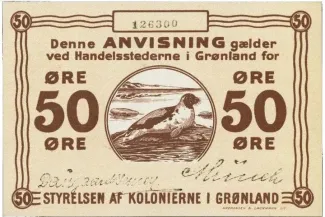 50 126300 50
Denne ANVISNING gælder
ved Handelsstederne i Grønland for
ØRE ØRE
50 50
ØRE ØRE
50 STYRELSEN AF KOLONIERNE I GRØNLAND 50